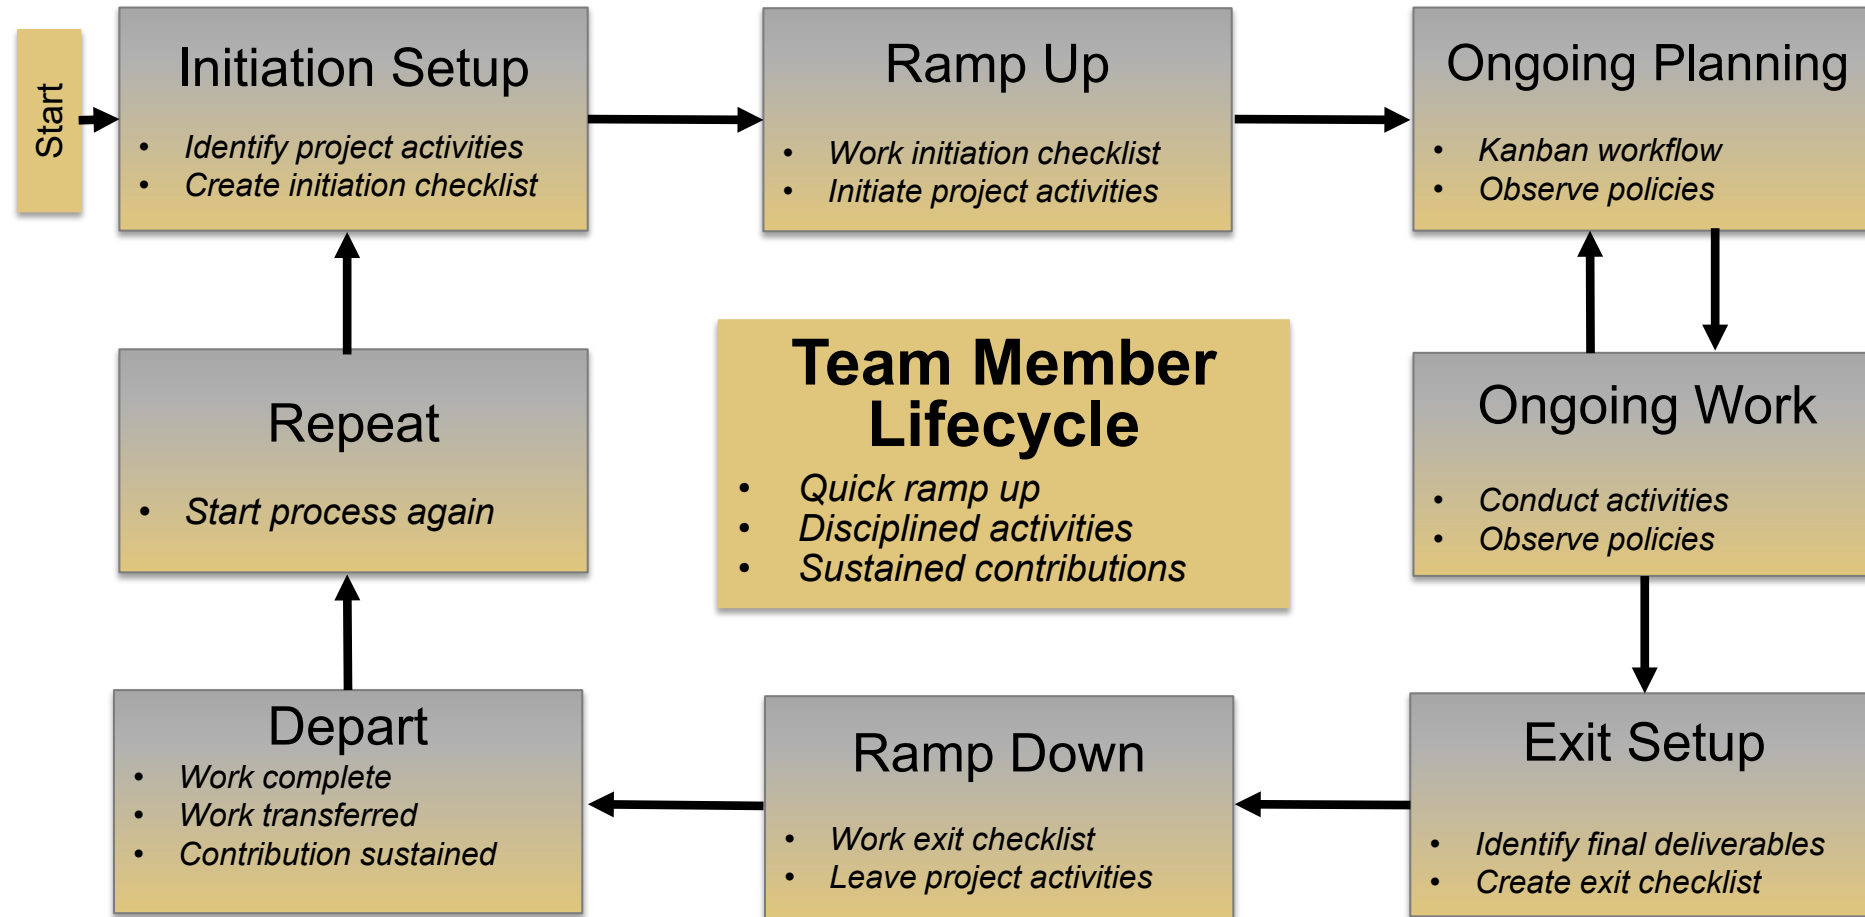 Start
Initiation Setup
• Identify project activities
• Create initiation checklist
Ramp Up
• Work initiation checklist
• Initiate project activities
Ongoing Planning
• Kanban workflow
• Observe policies
Repeat
• Start process again
Team Member
Lifecycle
• Quick ramp up
• Disciplined activities
• Sustained contributions
Ongoing Work
• Conduct activities
• Observe policies
Depart
• Work complete
• Work transferred
• Contribution sustained
Ramp Down
• Work exit checklist
• Leave project activities
Exit Setup
• Identify final deliverables
• Create exit checklist